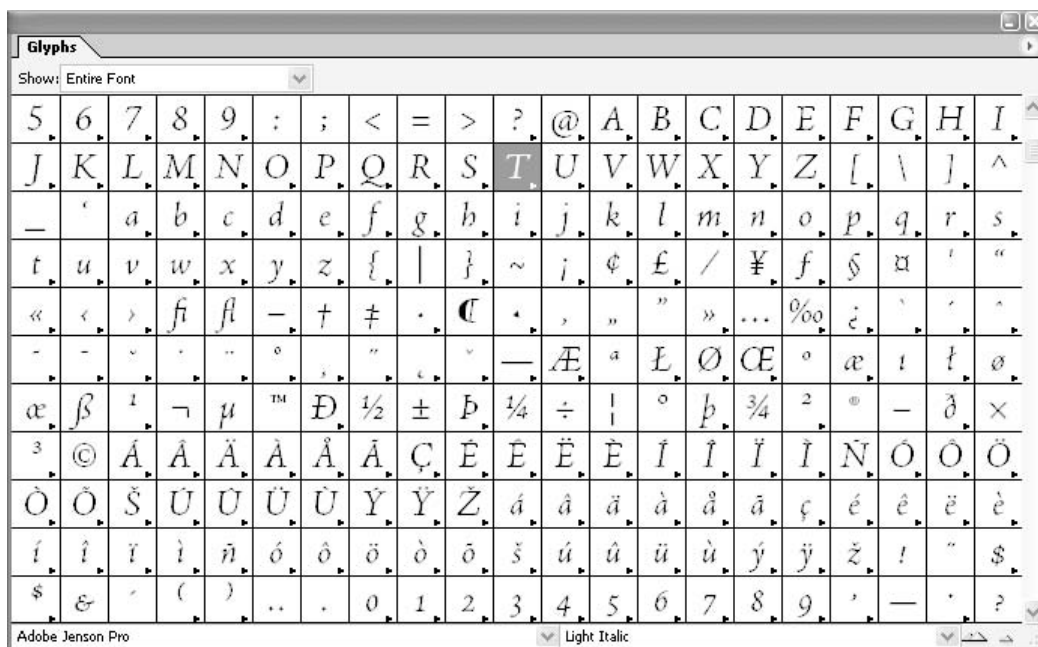 Glyphs
Show: Entire Font
5 6 7 8 9 : ; < = > ? @ A B C D E F G H I
J K L M N O P Q R S T U V W X Y Z [ \ ] ^
_ ‘ a b c d e f g h i j k l m n o p q r s
t u v w x y z { | } ~ ¡ ¢ £ ⁄ ¥ ƒ § ¤ ' “
« ‹ › fi fl – † ‡ · ¶ • ‚ „ ” » … ‰ ¿ ` ´ ˆ
˜ ¯ ˘ ˙ ¨ ˚ ¸ ˝ ˛ ˇ — Æ ª Ł Ø Œ º æ ı ł ø
œ ß ¹ ¬ µ ™ Ð ½ ± Þ ¼ ÷ ¦ ° þ ¾ ² ® − ð ×
³ © Á Â Ä À Å Ã Ç É Ê Ë È Í Î Ï Ì Ñ Ó Ô Ö
Ò Õ Š Ú Û Ü Ù Ý Ÿ Ž á â ä à å ã ç é ê ë è
í î ï ì ñ ó ô ö ò õ š ú û ü ù ý ÿ ž ! $
$ & ( ) ‥ . 0 1 2 3 4 5 6 7 8 9 — ?
Adobe Jenson Pro Light Italic